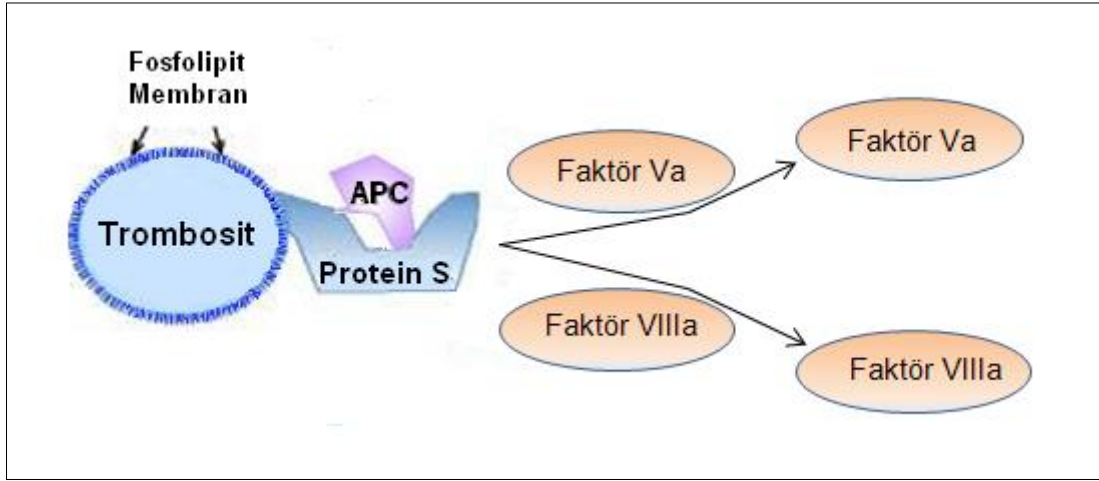 Fosfolipit
Membran
Trombosit
APC
Protein S
Faktör Va
Faktör Va
Faktör VIIIa
Faktör VIIIa